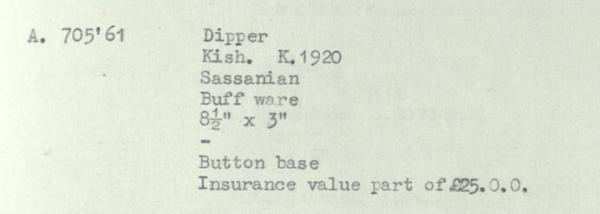 A. 705'61 Dipper
Kish. K.1920
Sassanian
Buff ware
8½" x 3"
-
Button base
Insurance value part of £25.0.0.